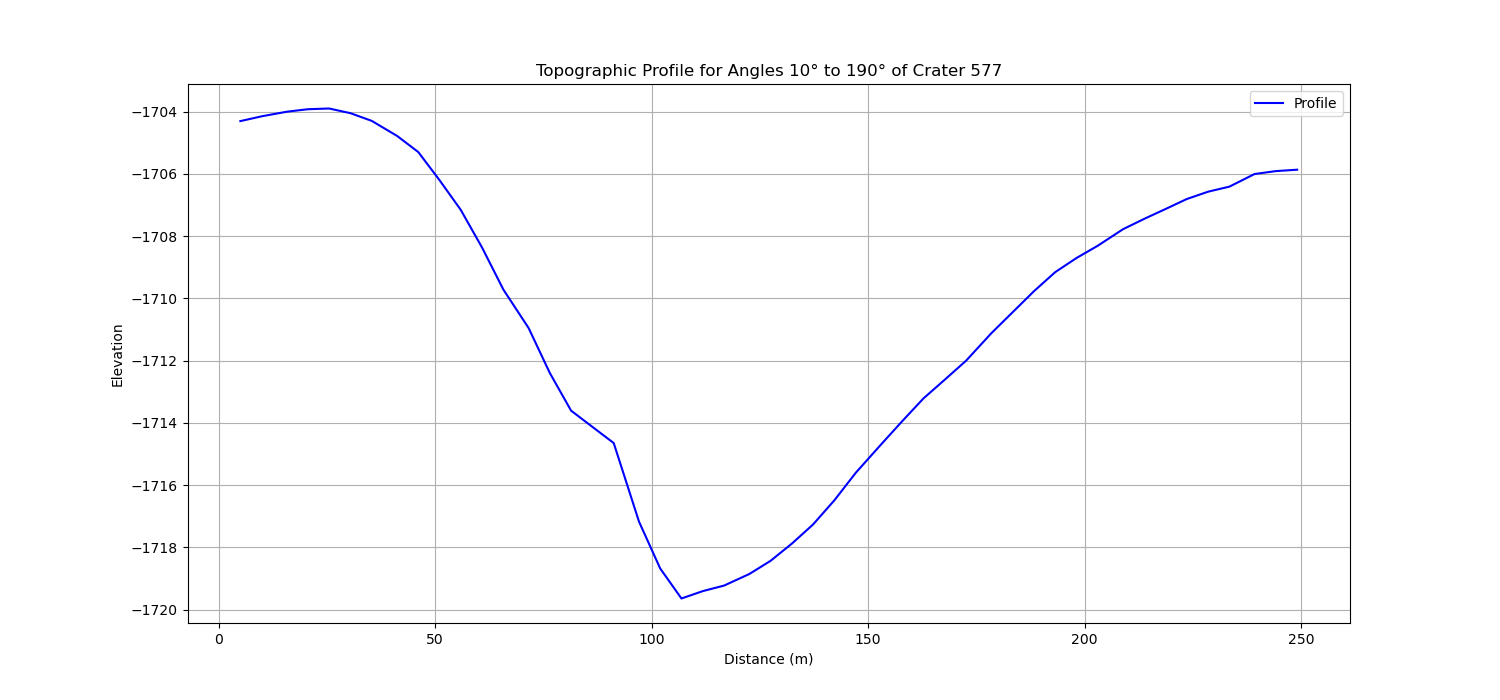 Topographic Profile for Angles 10° to 190° of Crater 577
Profile
−1704
−1706
−1708
−1710
−1712
−1714
−1716
−1718
−1720
Elevation
0 50 100 150 200 250
Distance (m)